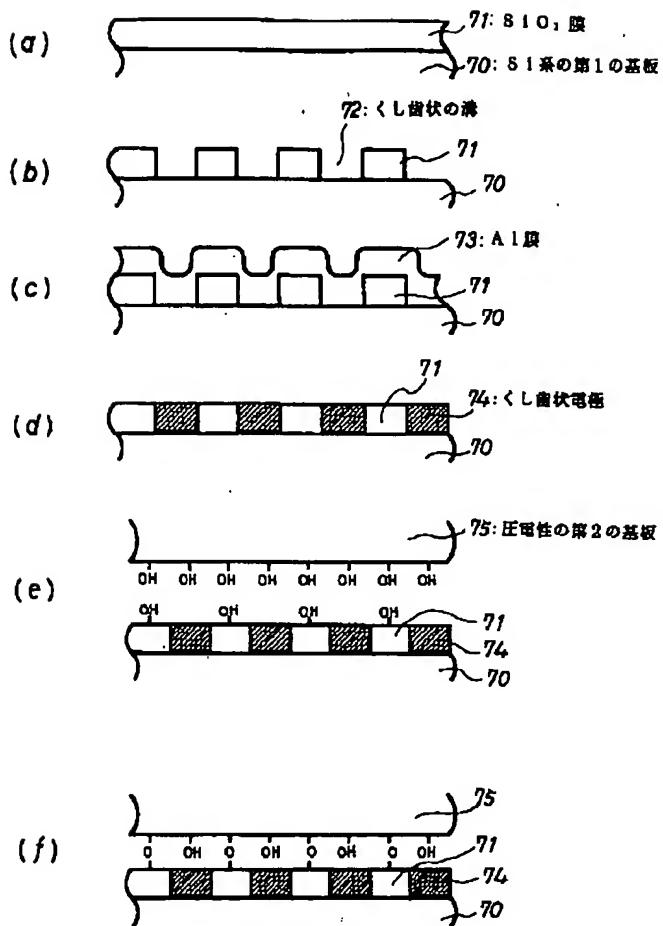 (a)
71: SiO₂膜
70: Si系の第1の基板
72: くし歯状の溝
(b)
71
70
73: Al膜
(c)
71
70
71
(d)
74: くし歯状電極
70
75: 圧電性の第2の基板
OH OH OH OH OH OH OH OH
(e)
OH OH OH OH
71
74
70
75
(f)
O OH O OH O OH O OH
71
74
70